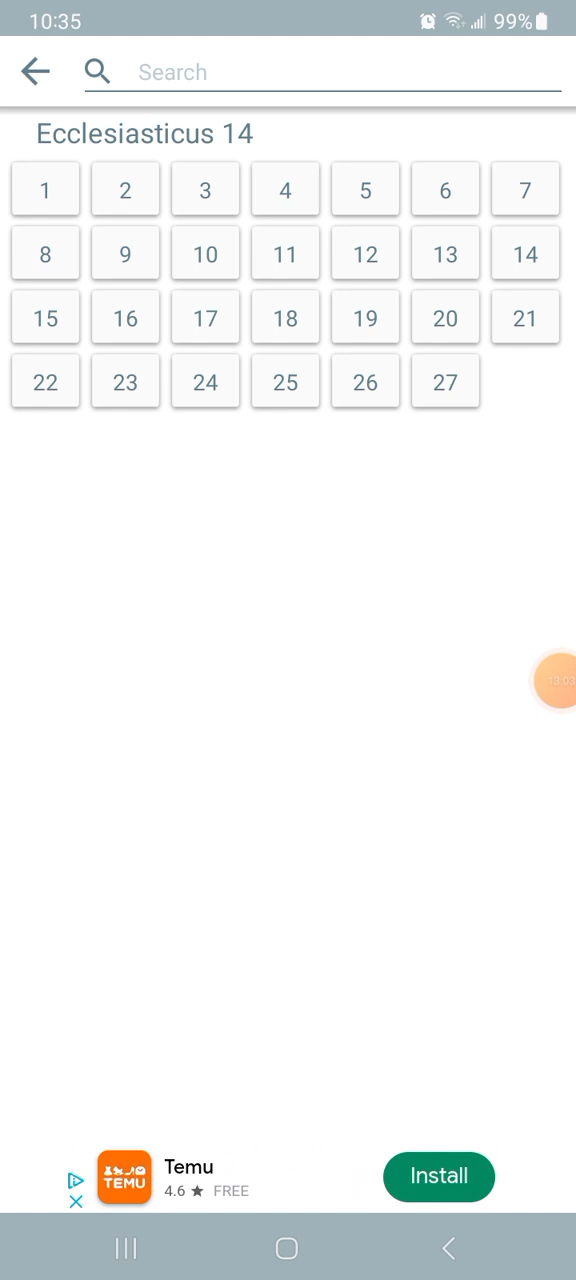 10:35 99%
Search
Ecclesiasticus 14
1 2 3 4 5 6 7
8 9 10 11 12 13 14
15 16 17 18 19 20 21
22 23 24 25 26 27
13:03
TEMU
Temu
4.6 ★ FREE
Install